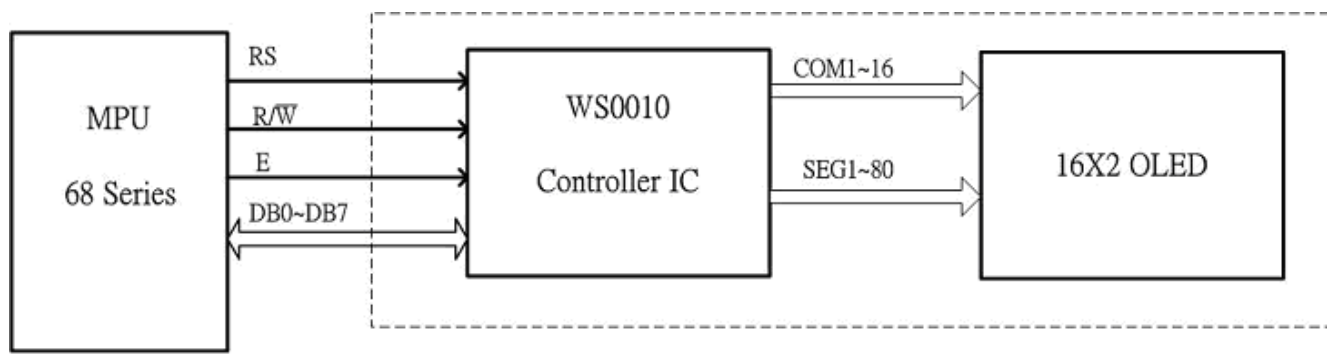 MPU
68 Series
RS
R/W̅
E
DB0~DB7
WS0010
Controller IC
COM1~16
SEG1~80
16X2 OLED